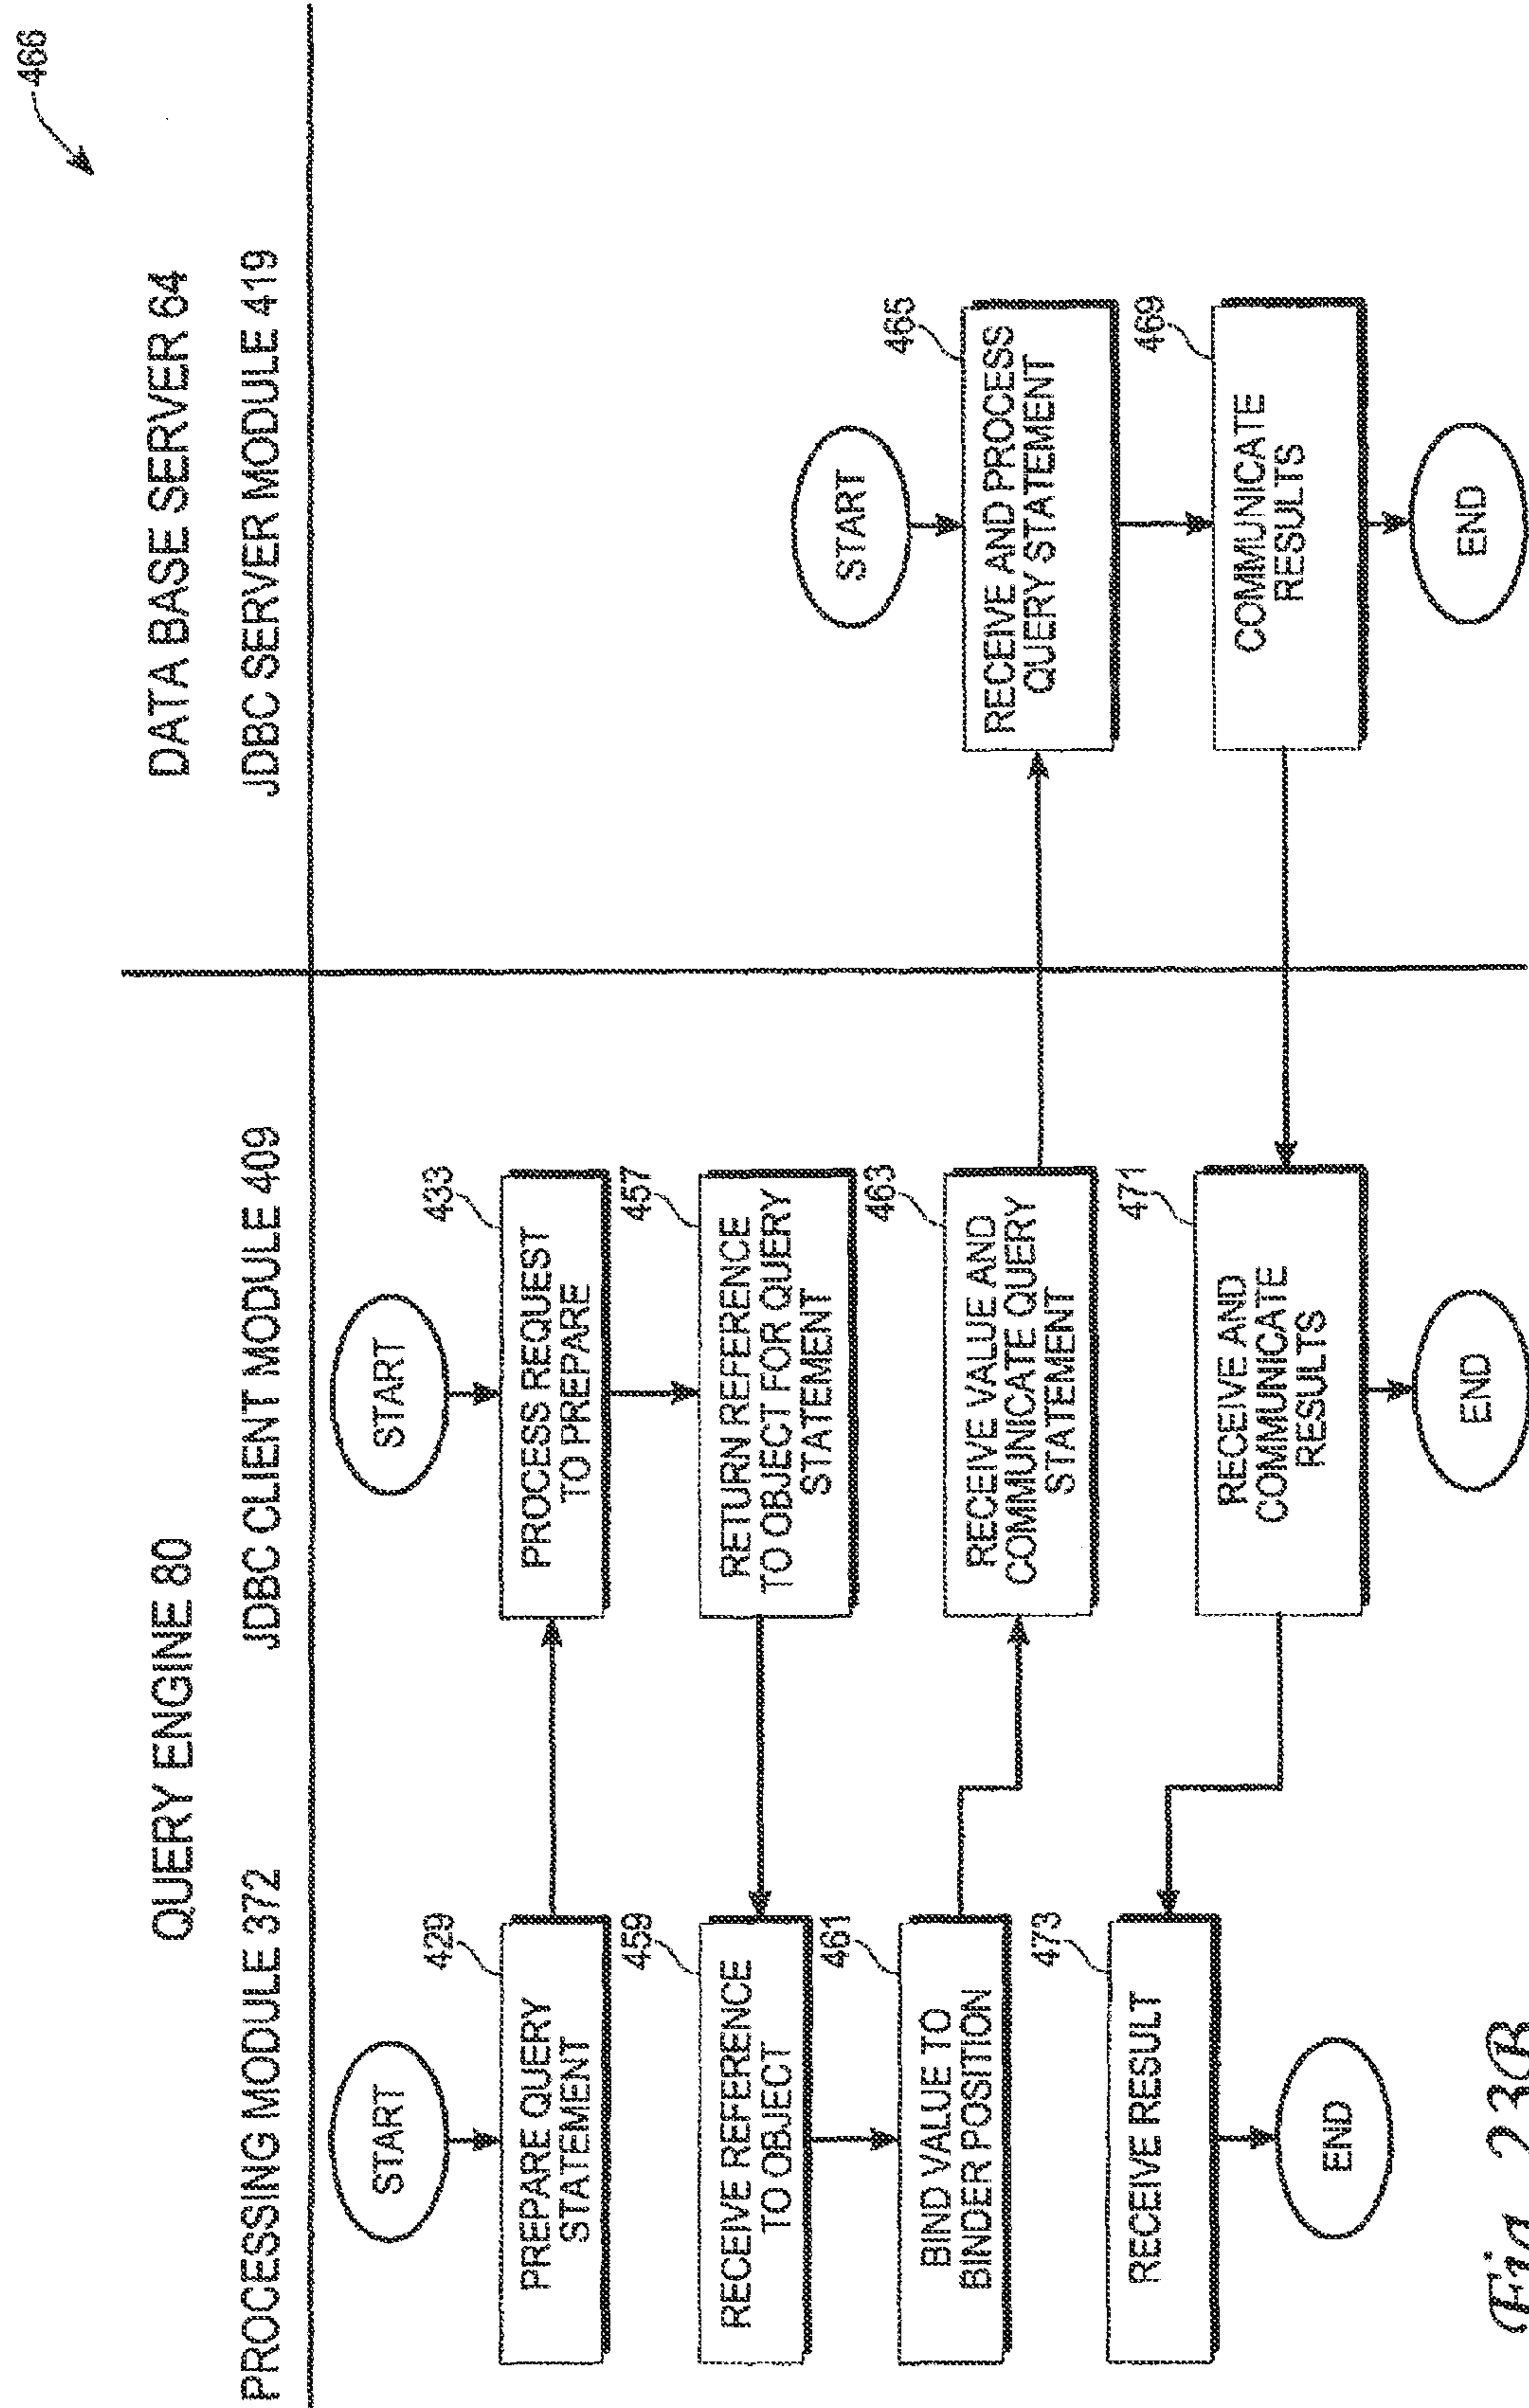 466
QUERY ENGINE 80
DATA BASE SERVER 64
PROCESSING MODULE 372
JDBC CLIENT MODULE 409
JDBC SERVER MODULE 419
START
429
PREPARE QUERY
STATEMENT
START
433
PROCESS REQUEST
TO PREPARE
457
RETURN REFERENCE
TO OBJECT FOR QUERY
STATEMENT
459
RECEIVE REFERENCE
TO OBJECT
461
BIND VALUE TO
BINDER POSITION
463
RECEIVE VALUE AND
COMMUNICATE QUERY
STATEMENT
START
465
RECEIVE AND PROCESS
QUERY STATEMENT
469
COMMUNICATE
RESULTS
END
471
RECEIVE AND
COMMUNICATE
RESULTS
END
473
RECEIVE RESULT
END
Fig. 23B